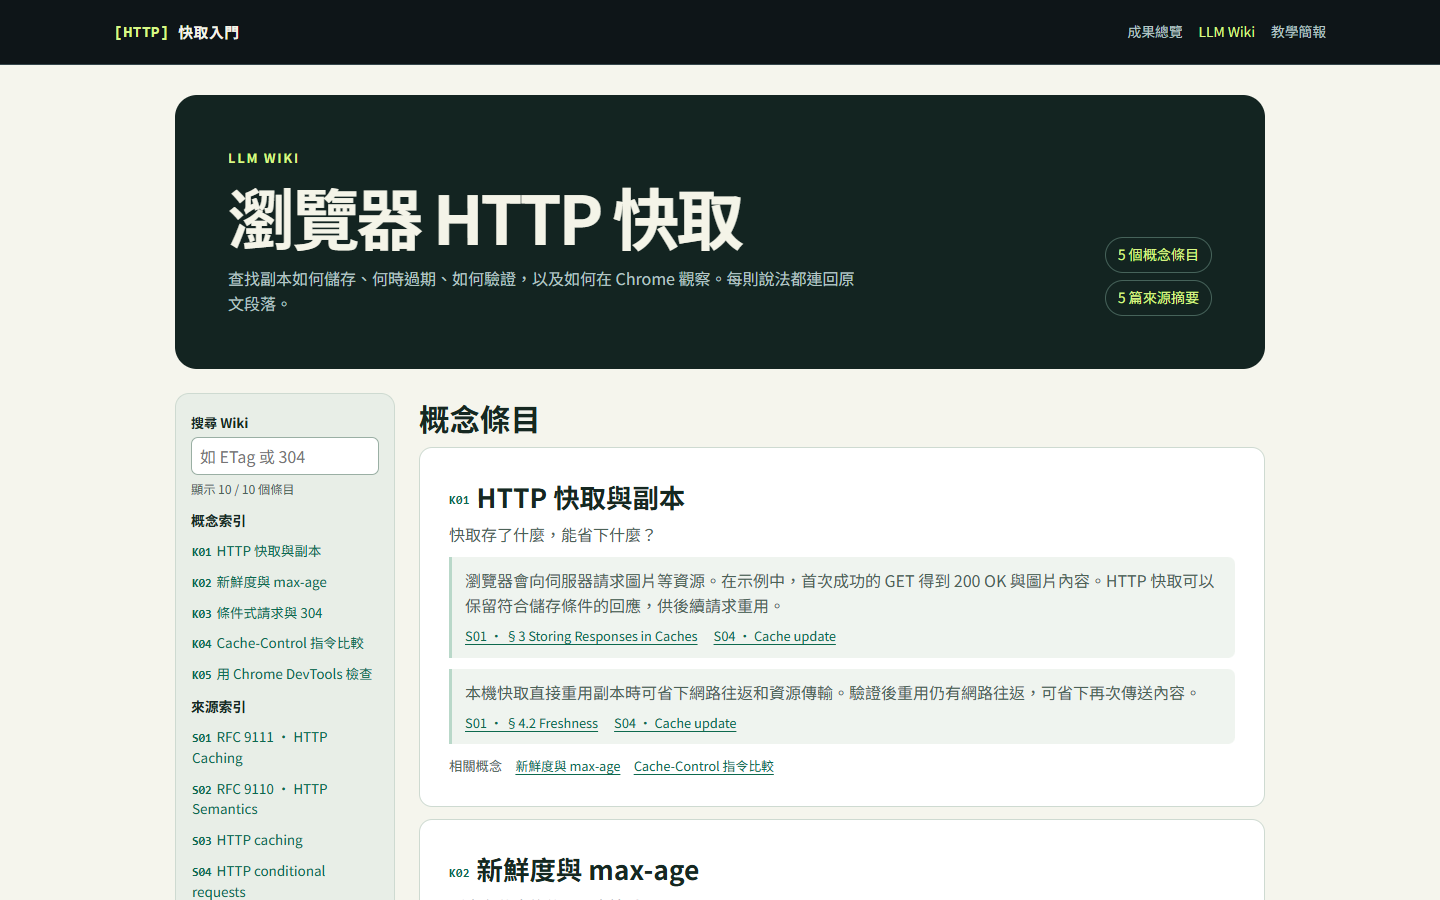 [HTTP] 快取入門
成果總覽 LLM Wiki 教學簡報
LLM WIKI
瀏覽器 HTTP 快取
查找副本如何儲存、何時過期、如何驗證，以及如何在 Chrome 觀察。每則說法都連回原
文段落。
5 個概念條目
5 篇來源摘要
搜尋 Wiki
如 ETag 或 304
顯示 10 / 10 個條目
概念索引
K01 HTTP 快取與副本
K02 新鮮度與 max-age
K03 條件式請求與 304
K04 Cache-Control 指令比較
K05 用 Chrome DevTools 檢查
來源索引
S01 RFC 9111 · HTTP
Caching
S02 RFC 9110 · HTTP
Semantics
S03 HTTP caching
S04 HTTP conditional
requests
概念條目
K01 HTTP 快取與副本
快取存了什麼，能省下什麼？
瀏覽器會向伺服器請求圖片等資源。在示例中，首次成功的 GET 得到 200 OK 與圖片內容。HTTP 快取可以
保留符合儲存條件的回應，供後續請求重用。
S01 · § 3 Storing Responses in Caches S04 · Cache update
本機快取直接重用副本時可省下網路往返和資源傳輸。驗證後重用仍有網路往返，可省下再次傳送內容。
S01 · § 4.2 Freshness S04 · Cache update
相關概念 新鮮度與 max-age Cache-Control 指令比較
K02 新鮮度與 max-age